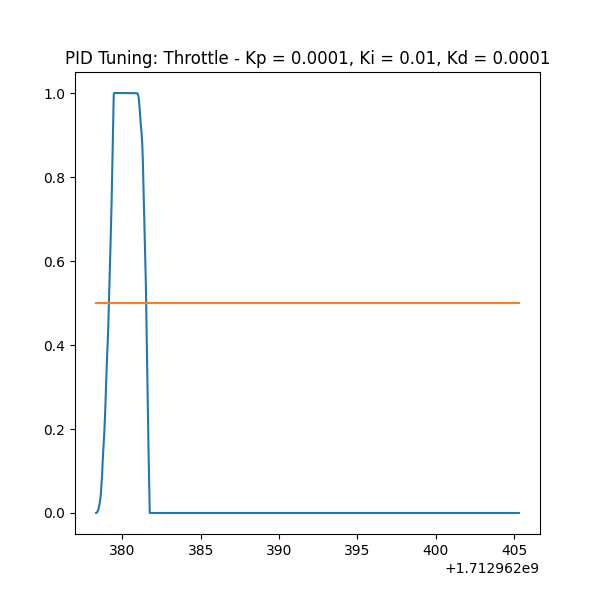 PID Tuning: Throttle - Kp = 0.0001, Ki = 0.01, Kd = 0.0001
1.0
0.8
0.6
0.4
0.2
0.0
380 385 390 395 400 405
+1.712962e9